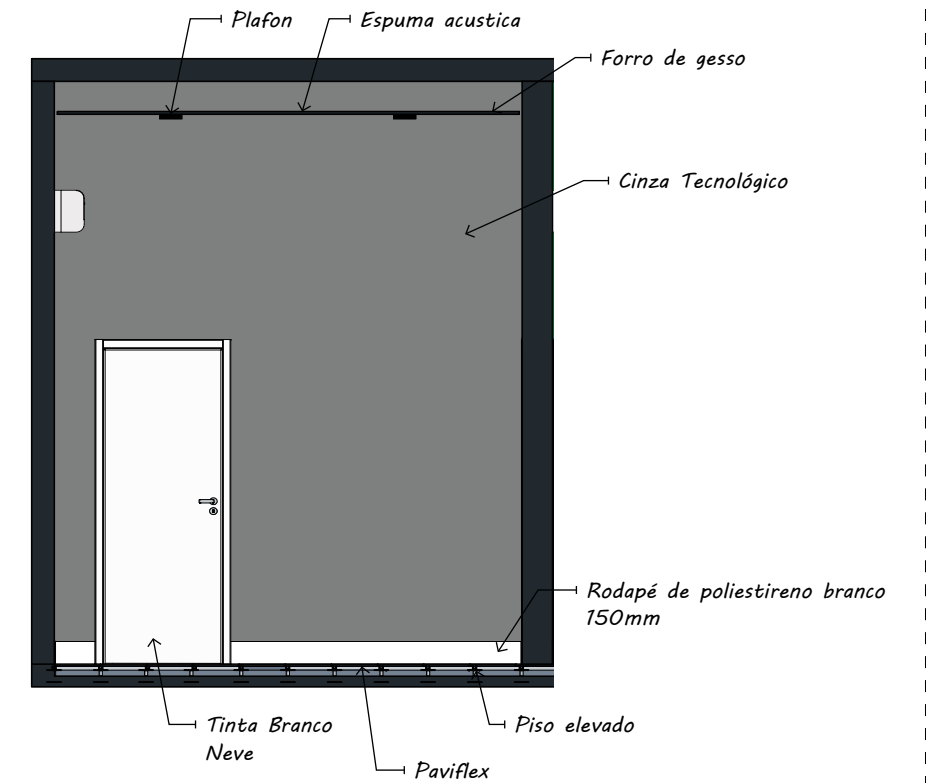 Plafon
Espuma acustica
Forro de gesso
Cinza Tecnológico
Rodapé de poliestireno branco
150mm
Tinta Branco
Neve
Piso elevado
Paviflex